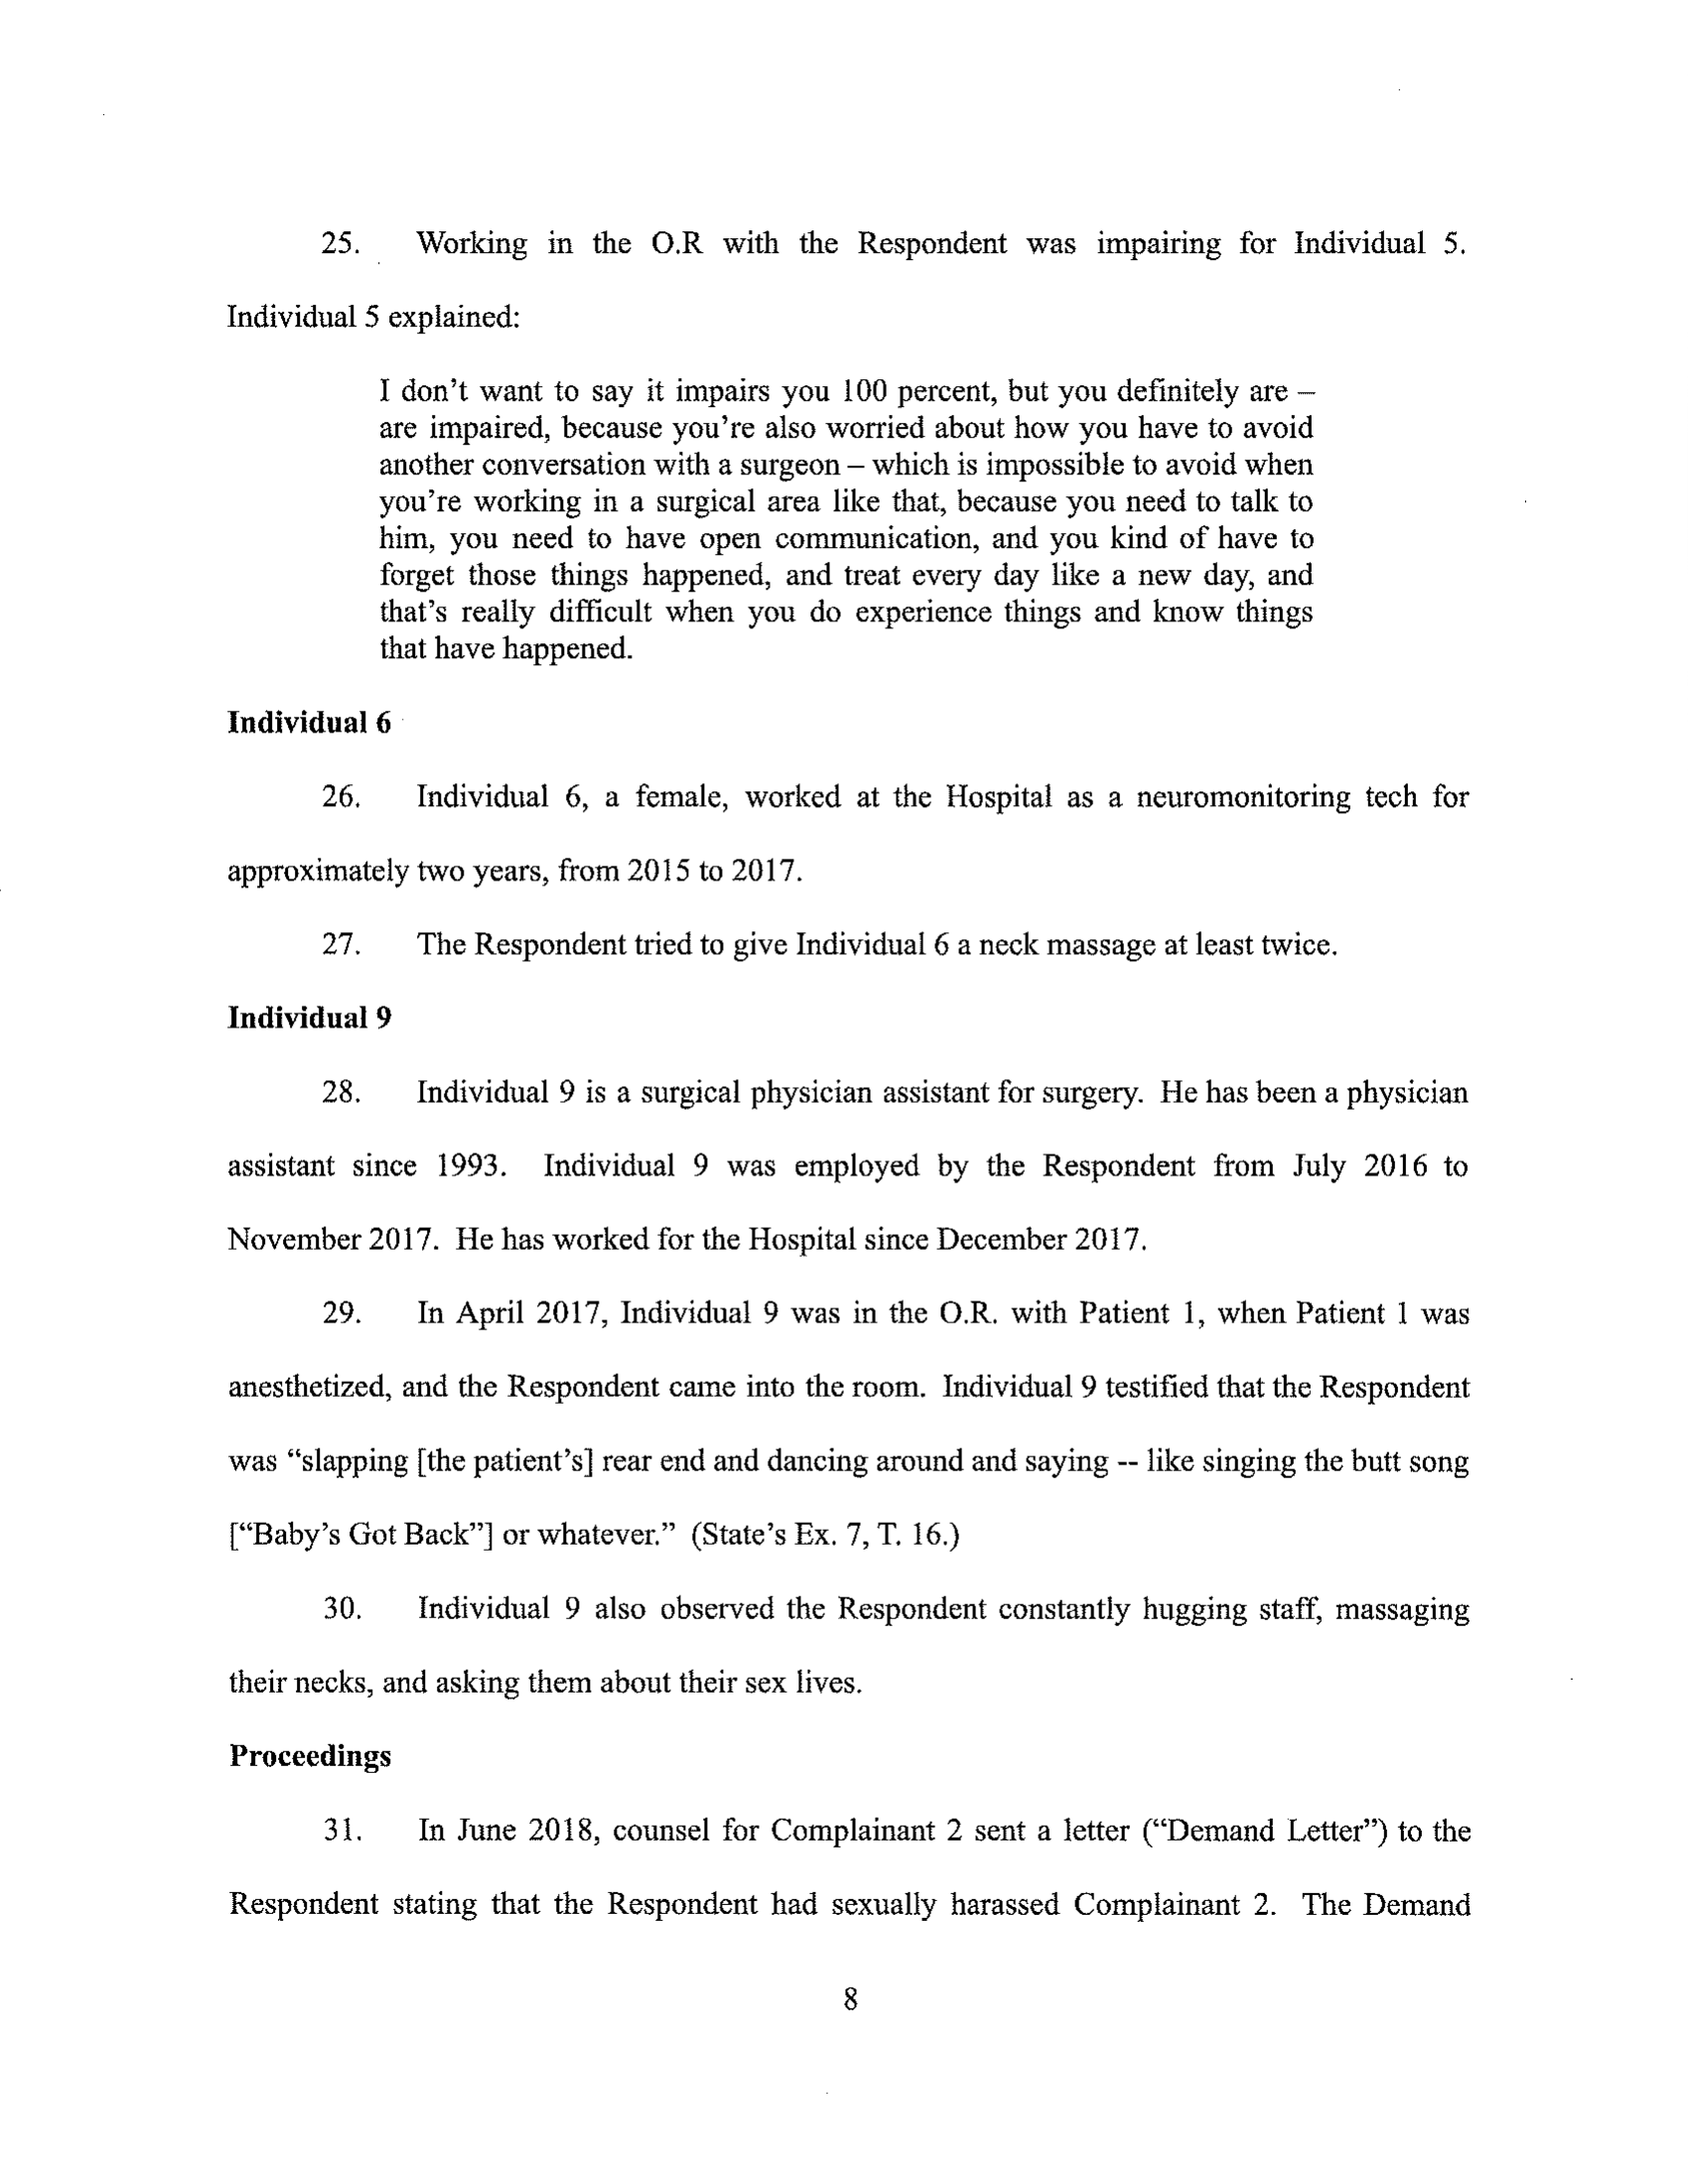 25. Working in the O.R with the Respondent was impairing for Individual 5.
Individual 5 explained:
I don't want to say it impairs you 100 percent, but you definitely are –
are impaired, because you're also worried about how you have to avoid
another conversation with a surgeon – which is impossible to avoid when
you're working in a surgical area like that, because you need to talk to
him, you need to have open communication, and you kind of have to
forget those things happened, and treat every day like a new day, and
that's really difficult when you do experience things and know things
that have happened.
Individual 6
26. Individual 6, a female, worked at the Hospital as a neuromonitoring tech for
approximately two years, from 2015 to 2017.
27. The Respondent tried to give Individual 6 a neck massage at least twice.
Individual 9
28. Individual 9 is a surgical physician assistant for surgery. He has been a physician
assistant since 1993. Individual 9 was employed by the Respondent from July 2016 to
November 2017. He has worked for the Hospital since December 2017.
29. In April 2017, Individual 9 was in the O.R. with Patient 1, when Patient 1 was
anesthetized, and the Respondent came into the room. Individual 9 testified that the Respondent
was “slapping [the patient's] rear end and dancing around and saying -- like singing the butt song
[“Baby's Got Back”] or whatever.” (State's Ex. 7, T. 16.)
30. Individual 9 also observed the Respondent constantly hugging staff, massaging
their necks, and asking them about their sex lives.
Proceedings
31. In June 2018, counsel for Complainant 2 sent a letter (“Demand Letter”) to the
Respondent stating that the Respondent had sexually harassed Complainant 2. The Demand
8